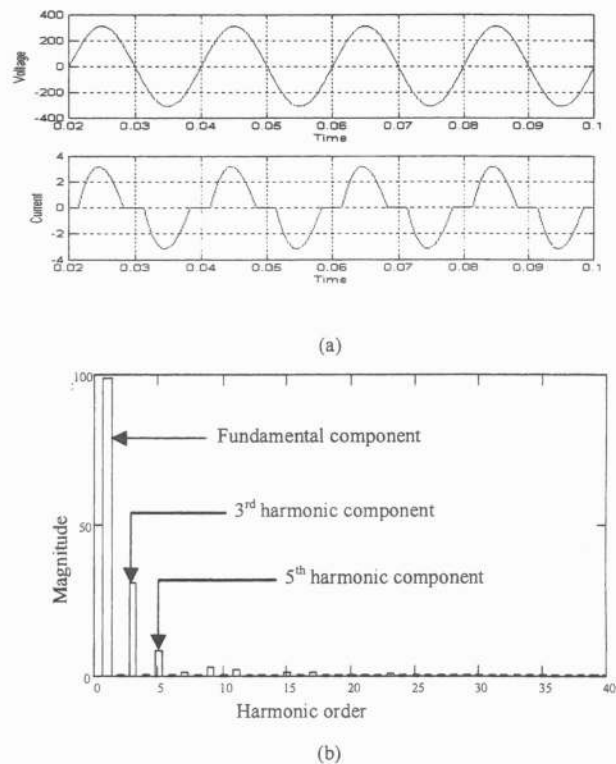 400
200
0
-200
-400
Voltage
0.02 0.03 0.04 0.05 0.06 0.07 0.08 0.09 0.1
Time
4
2
0
-2
-4
Current
0.02 0.03 0.04 0.05 0.06 0.07 0.08 0.09 0.1
Time
(a)
100
50
0
Magnitude
Fundamental component
3rd harmonic component
5th harmonic component
0 5 10 15 20 25 30 35 40
Harmonic order
(b)